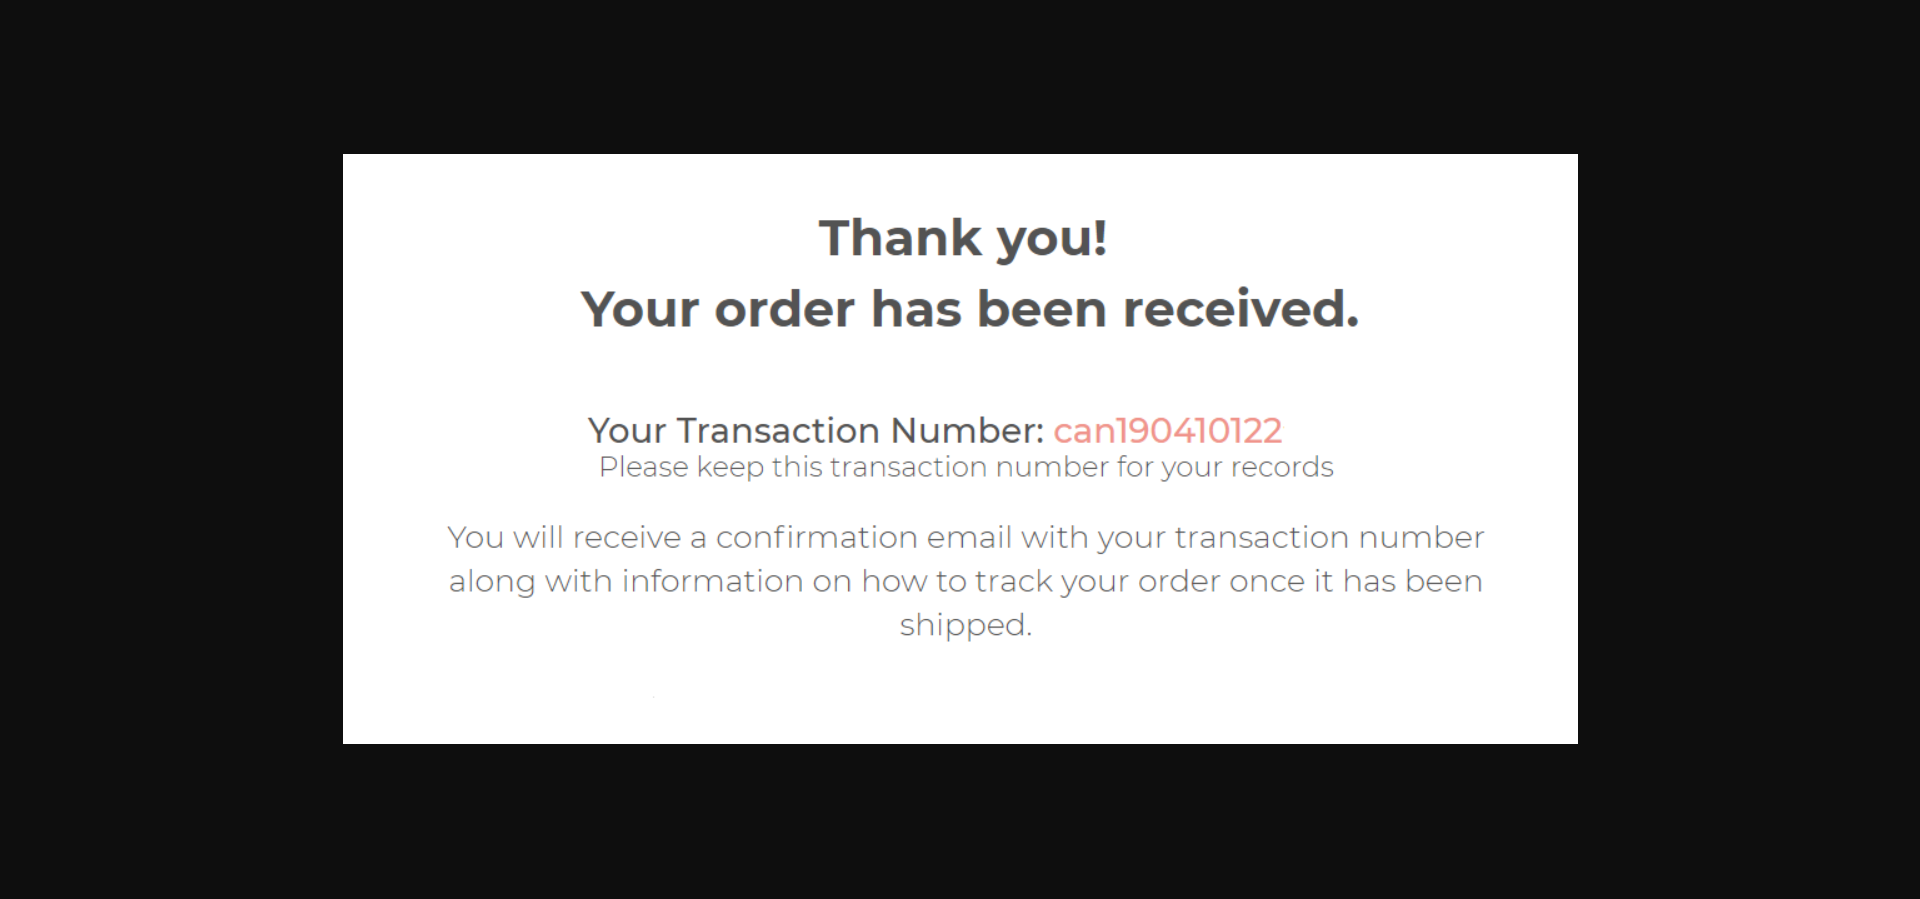 Thank you!
Your order has been received.
Your Transaction Number: can190410122
Please keep this transaction number for your records
You will receive a confirmation email with your transaction number
along with information on how to track your order once it has been
shipped.